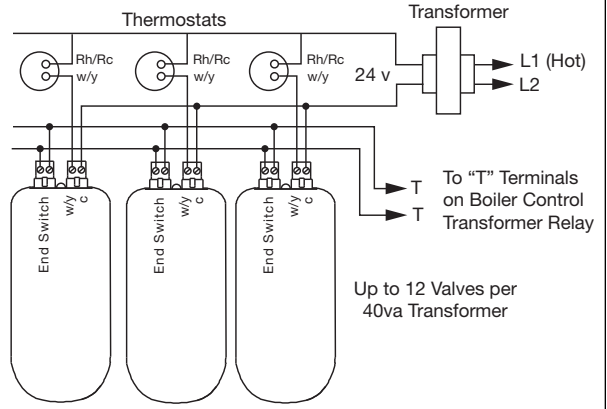 Transformer
Thermostats
Rh/Rc
w/y
Rh/Rc
w/y
Rh/Rc
w/y
24 v
L1 (Hot)
L2
T
T
To “T” Terminals
on Boiler Control
Transformer Relay
End Switch
w/y
c
End Switch
w/y
c
End Switch
w/y
c
Up to 12 Valves per
40va Transformer